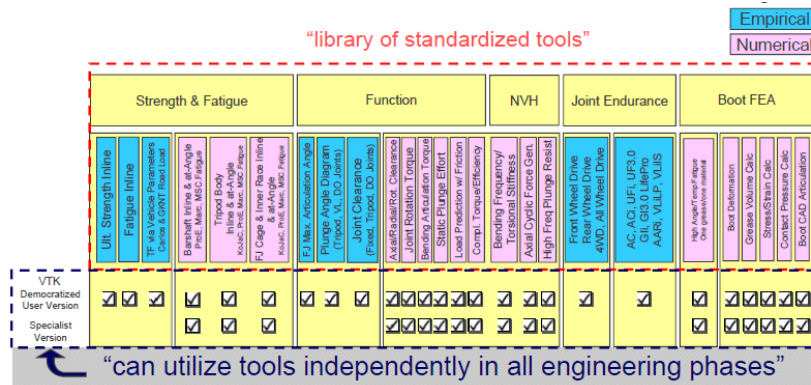 Empirical
Numerical
“library of standardized tools”
Strength & Fatigue
Function
NVH
Joint Endurance
Boot FEA
Ult. Strength Inline
Fatigue Inline
TF via Vehicle Parameters
Carlos & GKNT Road Load
Barshaft Inline & at-Angle
ProE, Marc, MSC Fatigue
Tripod Body
Inline & at-Angle
KozaC, ProE, Marc, MSC Fatigue
FJ Cage & Inner Race Inline
& at-Angle
KozaC, ProE, Marc, MSC Fatigue
FJ Max. Articulation Angle
Plunge Angle Diagram
(Tripod, VL, DO Joints)
Joint Clearance
(Fixed, Tripod, DO Joints)
Axial/Radial/Rot. Clearance
Joint Rotation Torque
Bending Articulation Torque
Static Plunge Effort
Load Prediction w/ Friction
Compl. Torque/Efficiency
Bending Frequency/
Torsional Stiffness
Axial Cyclic Force Gen.
High Freq Plunge Resist
Front Wheel Drive
Rear Wheel Drive
4WD, All Wheel Drive
AC, ACi, UFi, UF3.0
GIi, GI3.0 LifePro
AARi, VLiLP, VLiIS
High Angle/Temp Fatigue
One grease/one material
Boot Deformation
Grease Volume Calc
Stress/Strain Calc
Contact Pressure Calc
Boot CAD Articulation
VTK
Democratized
User Version
Specialist
Version
“can utilize tools independently in all engineering phases”